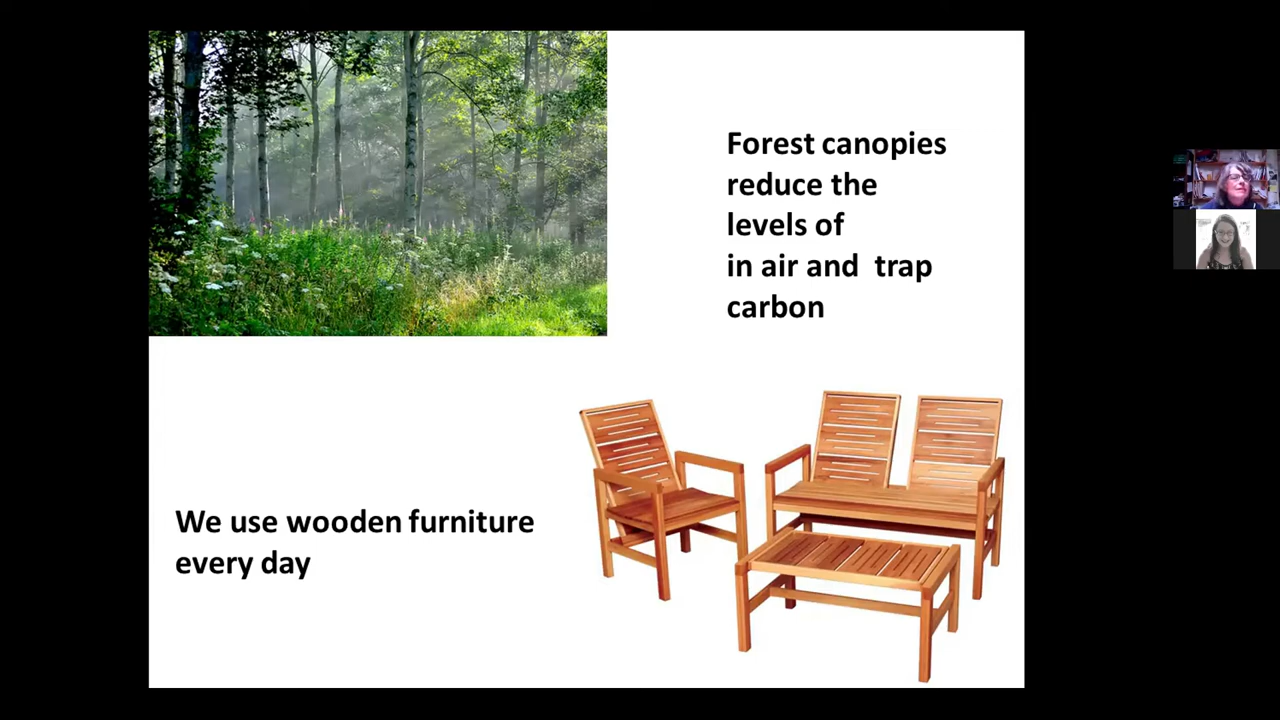 Forest canopies
reduce the
levels of
in air and  trap
carbon
We use wooden furniture
every day